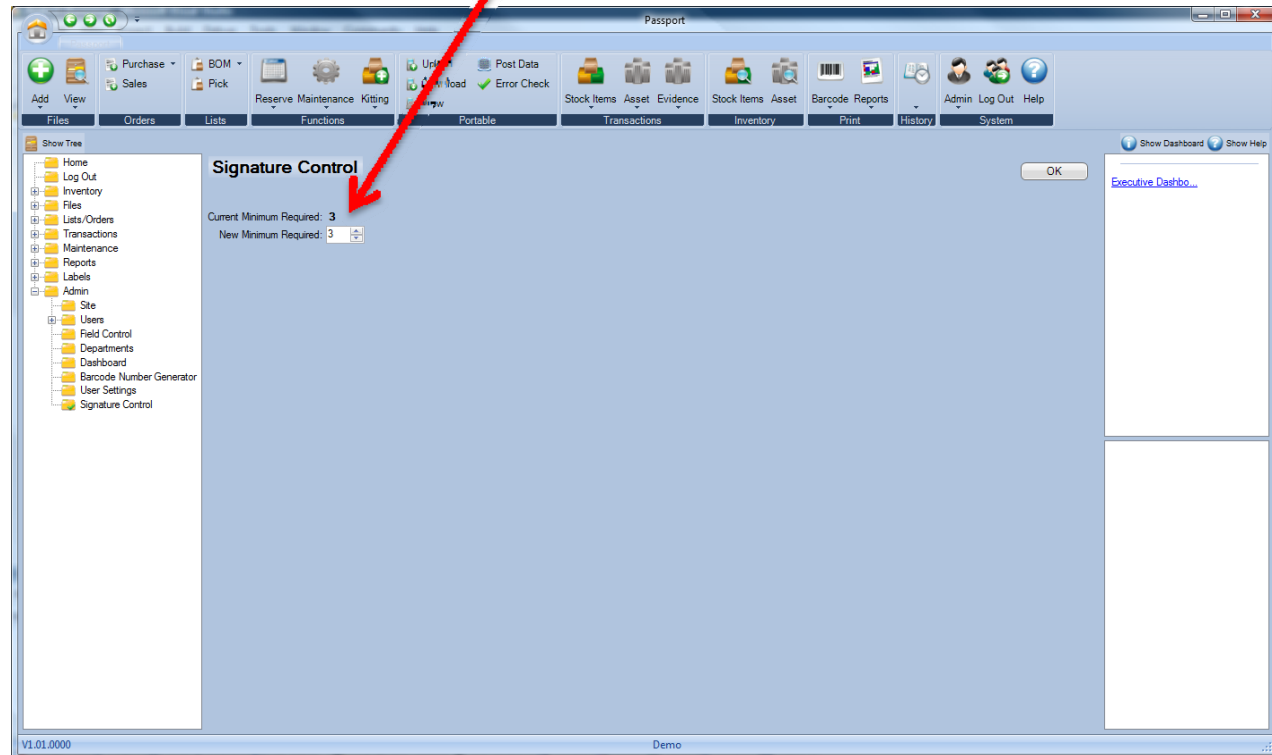 Passport
Purchase
BOM
Post Data
Sales
Pick
Error Check
Add View
Reserve Maintenance Kitting
Stock Items Asset Evidence
Stock Items Asset
Barcode Reports
Admin Log Out Help
Files
Orders
Lists
Functions
Portable
Transactions
Inventory
Print
History
System
Show Tree
Show Dashboard
Show Help
Home
Log Out
Inventory
Files
Lists/Orders
Transactions
Maintenance
Reports
Labels
Admin
Site
Users
Field Control
Departments
Dashboard
Barcode Number Generator
User Settings
Signature Control
Signature Control
OK
Current Minimum Required: 3
New Minimum Required: 3
Executive Dashbo...
V1.01.0000
Demo